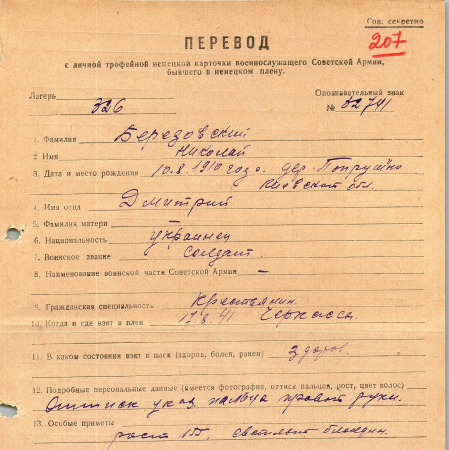 Сов. секретно
207
ПЕРЕВОД
с личной трофейной немецкой карточки военнослужащего Советской Армии,
бывшего в немецком плену.
Лагерь 326
Опознавательный знак
№ 52741
1. Фамилия Березовский
2 Имя Николай
3. Дата и место рождения 10.8.1910 года. дер.
Киевской обл.
4. Имя отца Дмитрий
5. Фамилия матери
6. Национальность украинец
7. Воинское звание солдат
8. Наименование воинской части Советской Армии –
9. Гражданская специальность Крестьянин.
10. Когда и где взят в плен 17.8.41 Черкассы
11. В каком состоянии взят в плен (здоров, болен, ранен) здоров
12. Подробные персональные данные (имеется фотография, оттиск пальцев, рост, цвет волос)
Оттиск указ. пальца правой руки.
13. Особые приметы
рост 155, светлый блондин.